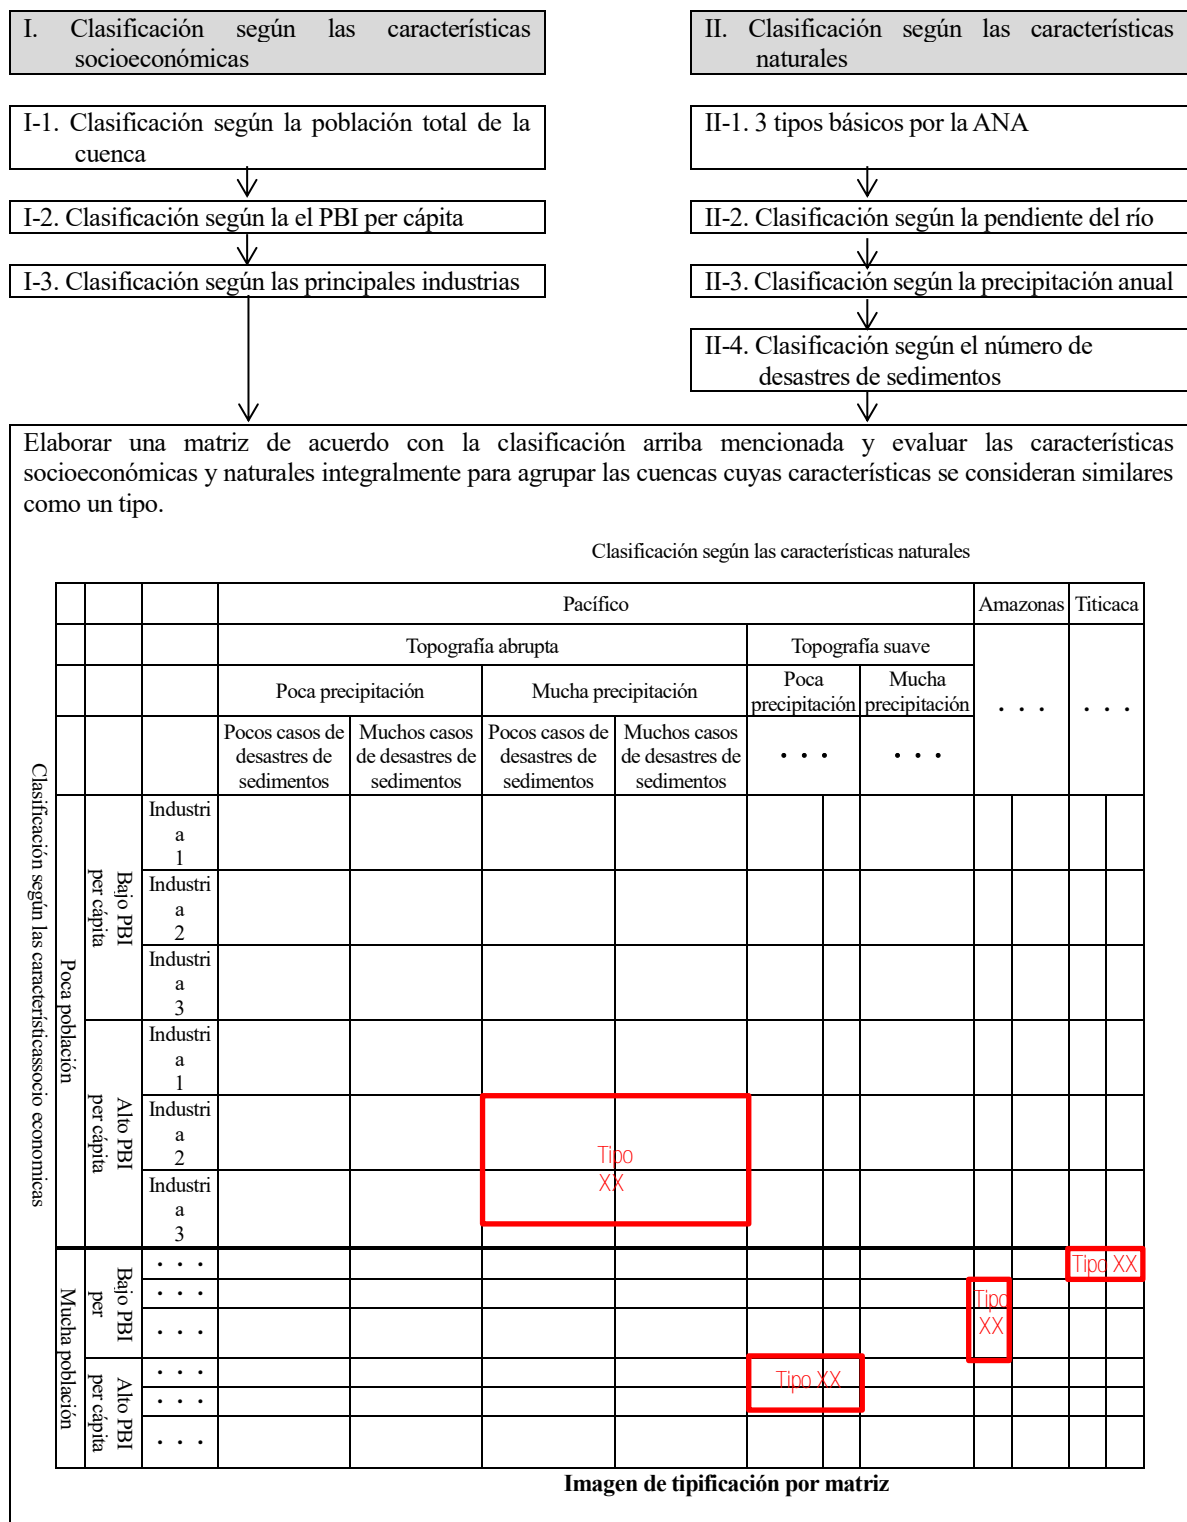 I. Clasificación según las características
socioeconómicas
II. Clasificación según las características
naturales
I-1. Clasificación según la población total de la
cuenca
II-1. 3 tipos básicos por la ANA
I-2. Clasificación según la el PBI per cápita
II-2. Clasificación según la pendiente del río
I-3. Clasificación según las principales industrias
II-3. Clasificación según la precipitación anual
II-4. Clasificación según el número de
desastres de sedimentos
Elaborar una matriz de acuerdo con la clasificación arriba mencionada y evaluar las características
socioeconómicas y naturales integralmente para agrupar las cuencas cuyas características se consideran similares
como un tipo.
Clasificación según las características naturales
Pacífico
Amazonas
Titicaca
Topografía abrupta
Topografía suave
Poca precipitación
Mucha precipitación
Poca
precipitación
Mucha
precipitación
· · ·
· · ·
Pocos casos de
desastres de
sedimentos
Muchos casos
de desastres de
sedimentos
Pocos casos de
desastres de
sedimentos
Muchos casos
de desastres de
sedimentos
· · ·
· · ·
Clasificación según las característicassocio economicas
Poca población
Bajo PBI
per cápita
Industri
a
1
Industri
a
2
Industri
a
3
Alto PBI
per cápita
Industri
a
1
Industri
a
2
Industri
a
3
Tipo
XX
Mucha población
Bajo PBI
per
· · ·
· · ·
· · ·
Tipo XX
Tipo
XX
Alto PBI
per cápita
· · ·
· · ·
· · ·
Tipo XX
Imagen de tipificación por matriz